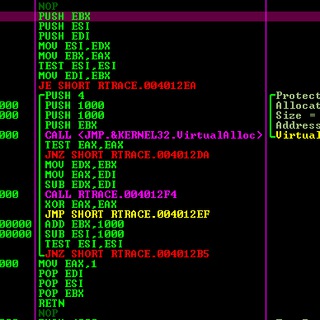 NOP
PUSH EBX
PUSH ESI
PUSH EDI
MOV ESI,EDX
MOV EBX,EAX
TEST ESI,ESI
MOV EDI,EBX
JE SHORT RTRACE.004012EA
PUSH 4 Protect
000 PUSH 1000 Allocat
000 PUSH 1000 Size =
PUSH EBX Address
000 CALL <JMP.&KERNEL32.VirtualAlloc> Virtual
TEST EAX,EAX
JNZ SHORT RTRACE.004012DA
MOV EDX,EBX
MOV EAX,EDI
SUB EDX,EDI
000 CALL RTRACE.004012F4
XOR EAX,EAX
JMP SHORT RTRACE.004012EF
00000 ADD EBX,1000
00000 SUB ESI,1000
TEST ESI,ESI
JNZ SHORT RTRACE.004012B5
000 MOV EAX,1
POP EDI
POP ESI
POP EBX
RETN
NOP